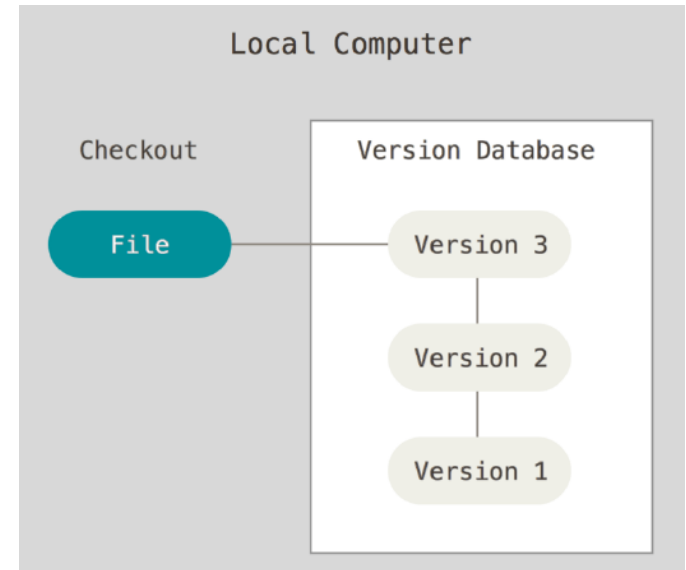 Local Computer
Checkout
Version Database
File
Version 3
Version 2
Version 1